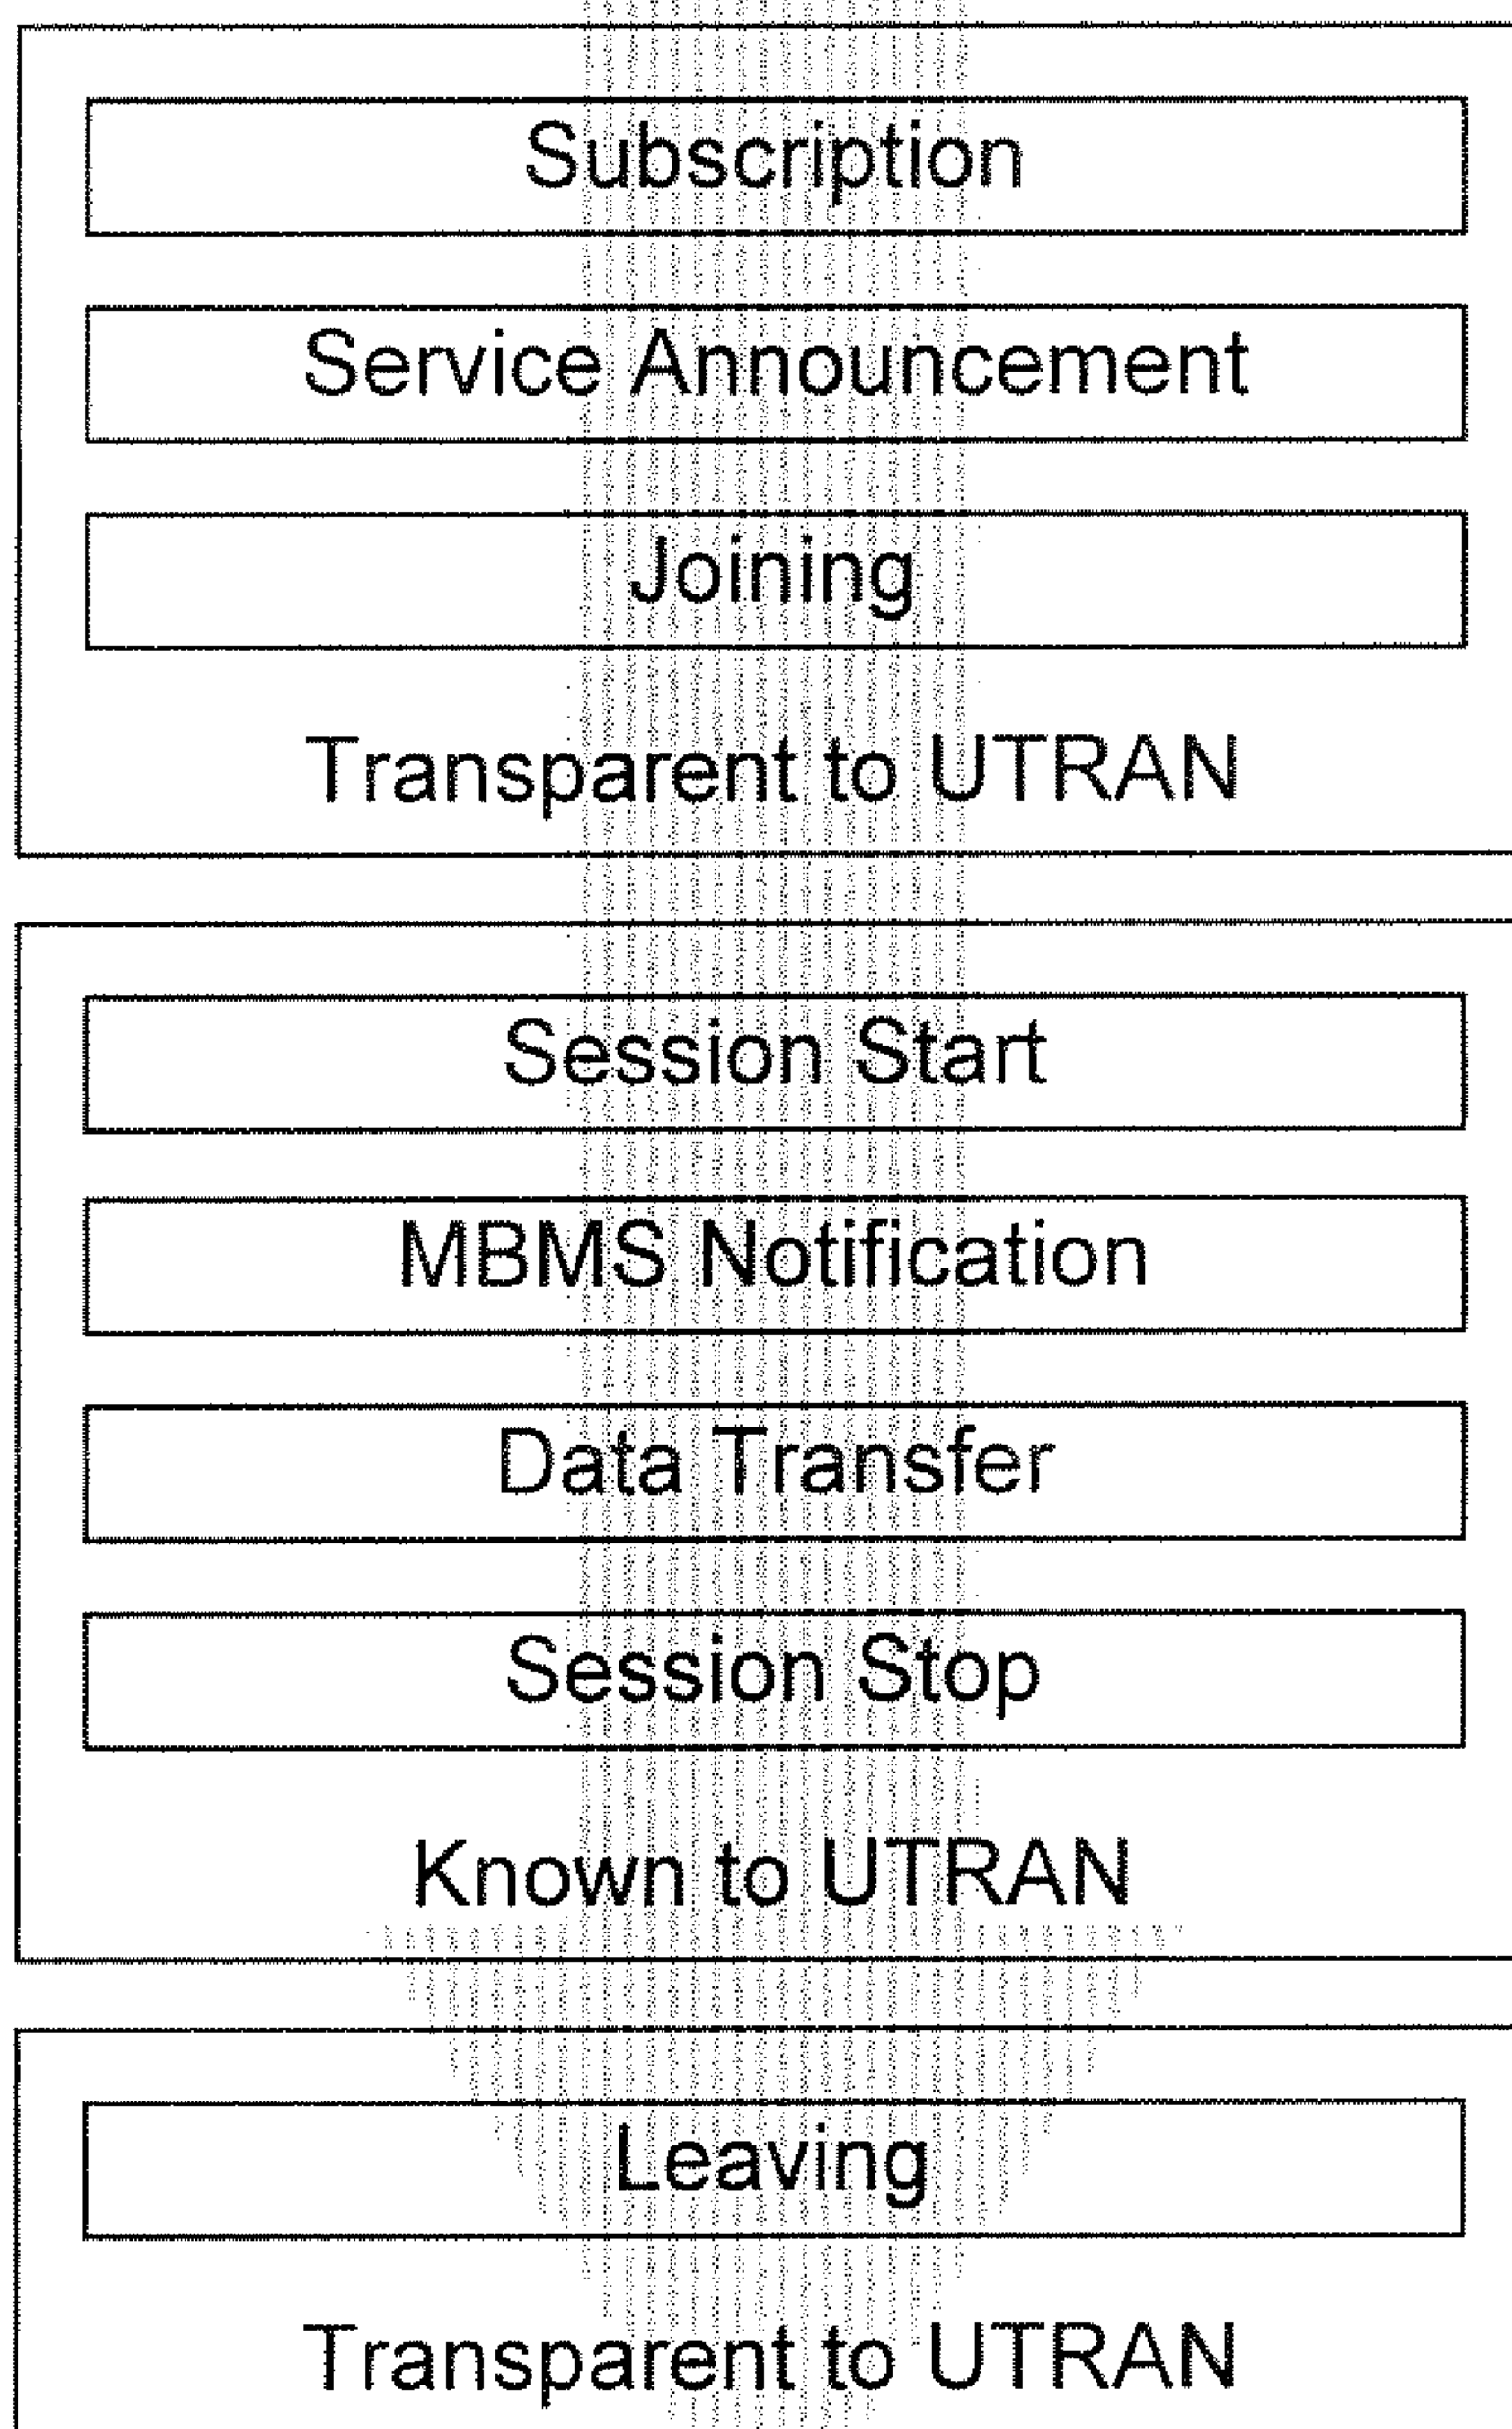 Subscription
Service Announcement
Joining
Transparent to UTRAN
Session Start
MBMS Notification
Data Transfer
Session Stop
Known to UTRAN
Leaving
Transparent to UTRAN